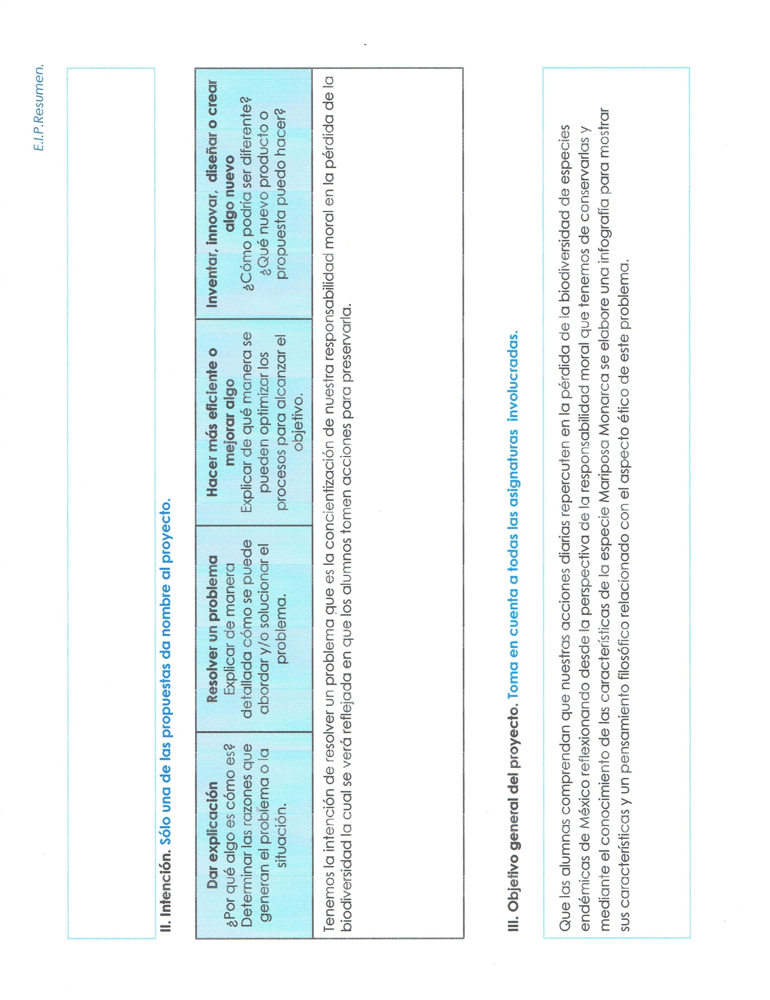 E.I.P.Resumen.
II. Intención. Sólo una de las propuestas da nombre al proyecto.
Dar explicación
¿Por qué algo es cómo es?
Determinar las razones que
generan el problema o la
situación.
Resolver un problema
Explicar de manera
detallada cómo se puede
abordar y/o solucionar el
problema.
Hacer más eficiente o
mejorar algo
Explicar de qué manera se
pueden optimizar los
procesos para alcanzar el
objetivo.
Inventar, innovar, diseñar o crear
algo nuevo
¿Cómo podría ser diferente?
¿Qué nuevo producto o
propuesta puedo hacer?
Tenemos la intención de resolver un problema que es la concientización de nuestra responsabilidad moral en la pérdida de la
biodiversidad la cual se verá reflejada en que los alumnos tomen acciones para preservarla.
III. Objetivo general del proyecto. Toma en cuenta a todas las asignaturas involucradas.
Que las alumnas comprendan que nuestras acciones diarias repercuten en la pérdida de la biodiversidad de especies
endémicas de México reflexionando desde la perspectiva de la responsabilidad moral que tenemos de conservarlas y
mediante el conocimiento de las características de la especie Mariposa Monarca se elabore una infografía para mostrar
sus características y un pensamiento filosófico relacionado con el aspecto ético de este problema.